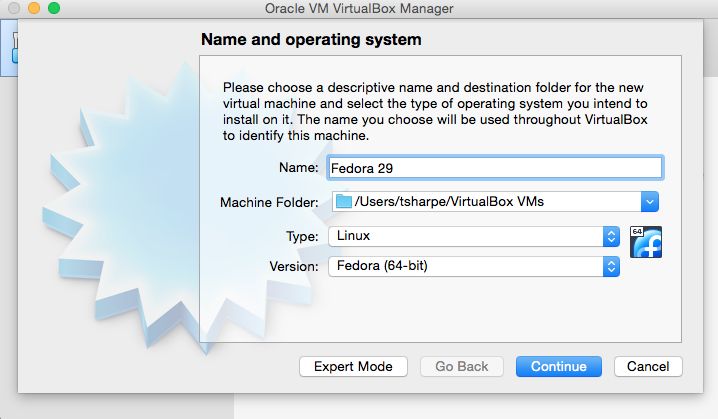 Oracle VM VirtualBox Manager
Name and operating system
Please choose a descriptive name and destination folder for the new
virtual machine and select the type of operating system you intend to
install on it. The name you choose will be used throughout VirtualBox
to identify this machine.
Name: Fedora 29
Machine Folder: /Users/tsharpe/VirtualBox VMs
Type: Linux
64
Version: Fedora (64-bit)
Expert Mode Go Back Continue Cancel